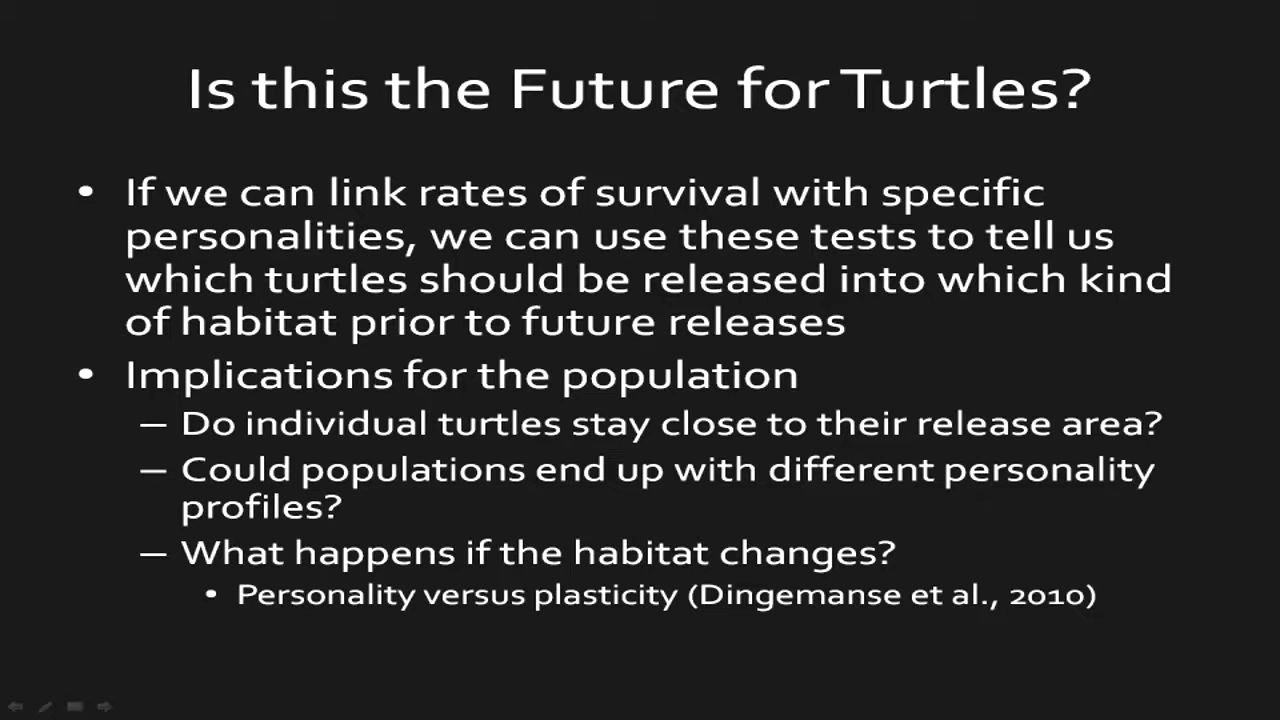 Is this the Future for Turtles?
• If we can link rates of survival with specific
personalities, we can use these tests to tell us
which turtles should be released into which kind
of habitat prior to future releases
• Implications for the population
– Do individual turtles stay close to their release area?
– Could populations end up with different personality
profiles?
– What happens if the habitat changes?
• Personality versus plasticity (Dingemanse et al., 2010)